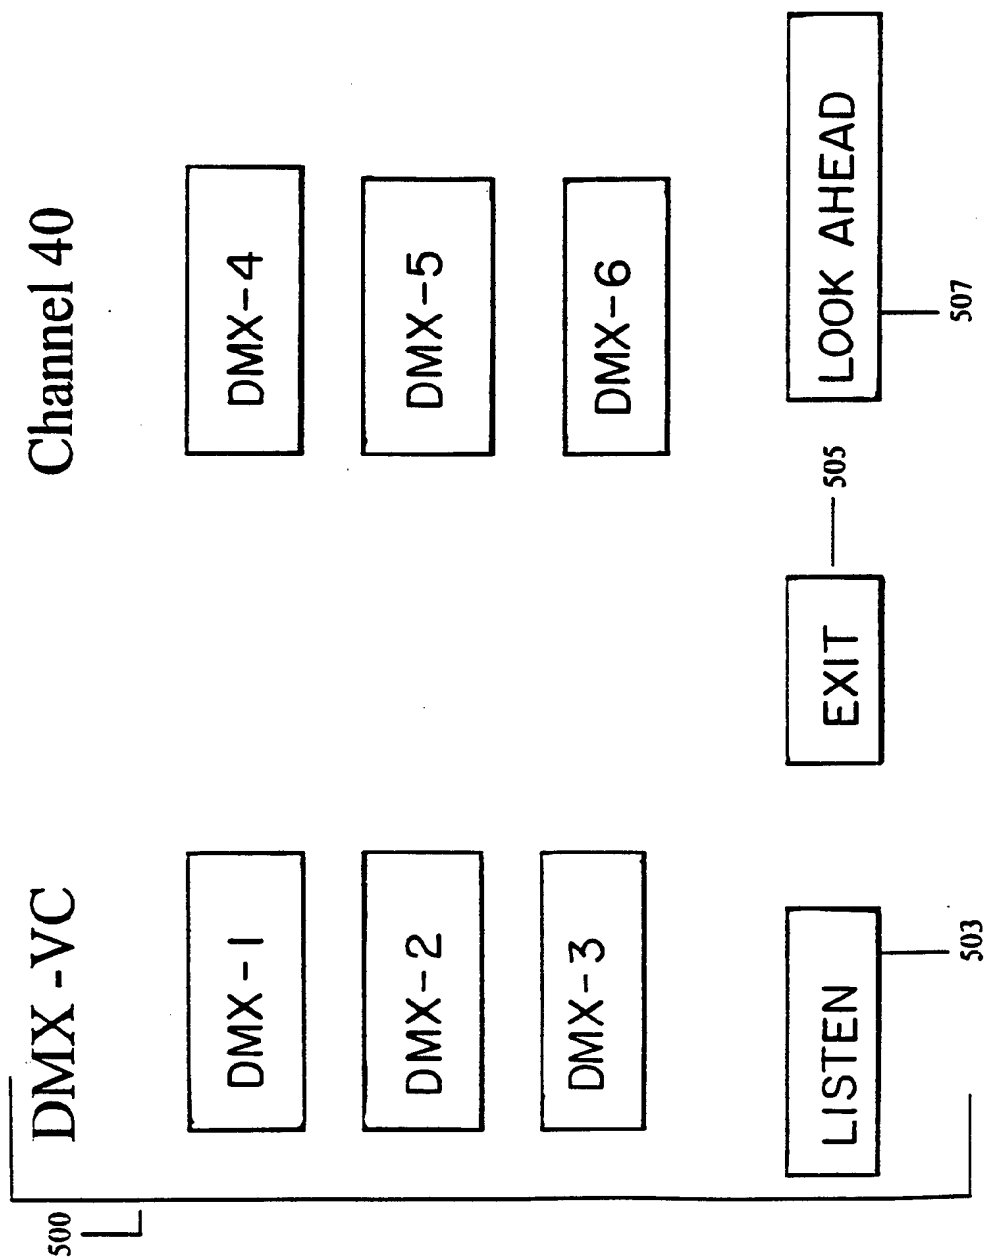 500
DMX -VC Channel 40
DMX-1 DMX-4
DMX-2 DMX-5
DMX-3 DMX-6
LISTEN EXIT 505 LOOK AHEAD
503 507